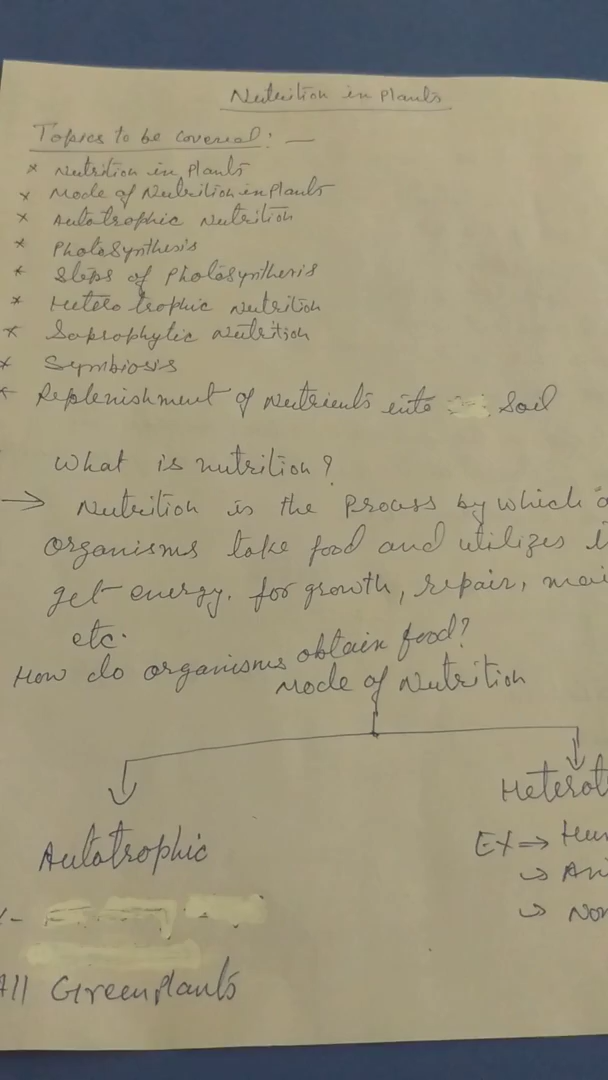 Nutrition in Plants
Topics to be covered: —
* Nutrition in Plants
* Mode of Nutrition in Plants
* Autotrophic Nutrition
* Photosynthesis
* Steps of Photosynthesis
* Heterotrophic Nutrition
* Saprophytic Nutrition
* Symbiosis
* Replenishment of Nutrients into Soil
What is nutrition?
→ Nutrition is the Process by which
organisms take food and utilizes
get energy. for growth, repair,
etc.
How do organisms obtain food?
Mode of Nutrition
Autotrophic
Ex ⇒
All Green plants